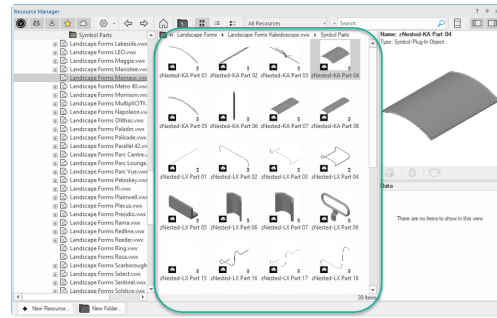 Resource Manager
All Resources
Search
Symbol Parts
Landscape Forms Lakeside.vwx
Landscape Forms LEO.vwx
Landscape Forms Maggie.vwx
Landscape Forms Manistee.vwx
Landscape Forms Marneux.vwx
Landscape Forms Metro 40.vwx
Landscape Forms Morrison.vwx
Landscape Forms MultipliCITY.
Landscape Forms Napoleon.vw
Landscape Forms Olithas.vwx
Landscape Forms Paladin.vwx
Landscape Forms Palisade.vwx
Landscape Forms Parallel 42.vw
Landscape Forms Parc Centre.v
Landscape Forms Parc Lounge.
Landscape Forms Parc Vue.vwx
Landscape Forms Petoskey.vwx
Landscape Forms Pi.vwx
Landscape Forms Plainwell.vwx
Landscape Forms Plexus.vwx
Landscape Forms Presidio.vwx
Landscape Forms Rama.vwx
Landscape Forms Redline.vwx
Landscape Forms Reeder.vwx
Landscape Forms Ring.vwx
Landscape Forms Rosa.vwx
Landscape Forms Scarborough
Landscape Forms Select.vwx
Landscape Forms Sentinel.vwx
Landscape Forms Solstice.vwx
New Resource...
New Folder...
Landscape Forms Landscape Forms Kaleidoscope.vwx Symbol Parts
zNested-KA Part 01 zNested-KA Part 02 zNested-KA Part 03 zNested-KA Part 04
zNested-KA Part 05 zNested-KA Part 06 zNested-KA Part 07 zNested-KA Part 08
zNested-LX Part 01 zNested-LX Part 02 zNested-LX Part 03 zNested-LX Part 04
zNested-LX Part 05 zNested-LX Part 06 zNested-LX Part 07 zNested-LX Part 09
zNested-LX Part 15 zNested-LX Part 16 zNested-LX Part 17 zNested-LX Part 18
39 items
Name: zNested-KA Part 04
Type: Symbol/Plug-In Object
Data
There are no items to show in this view